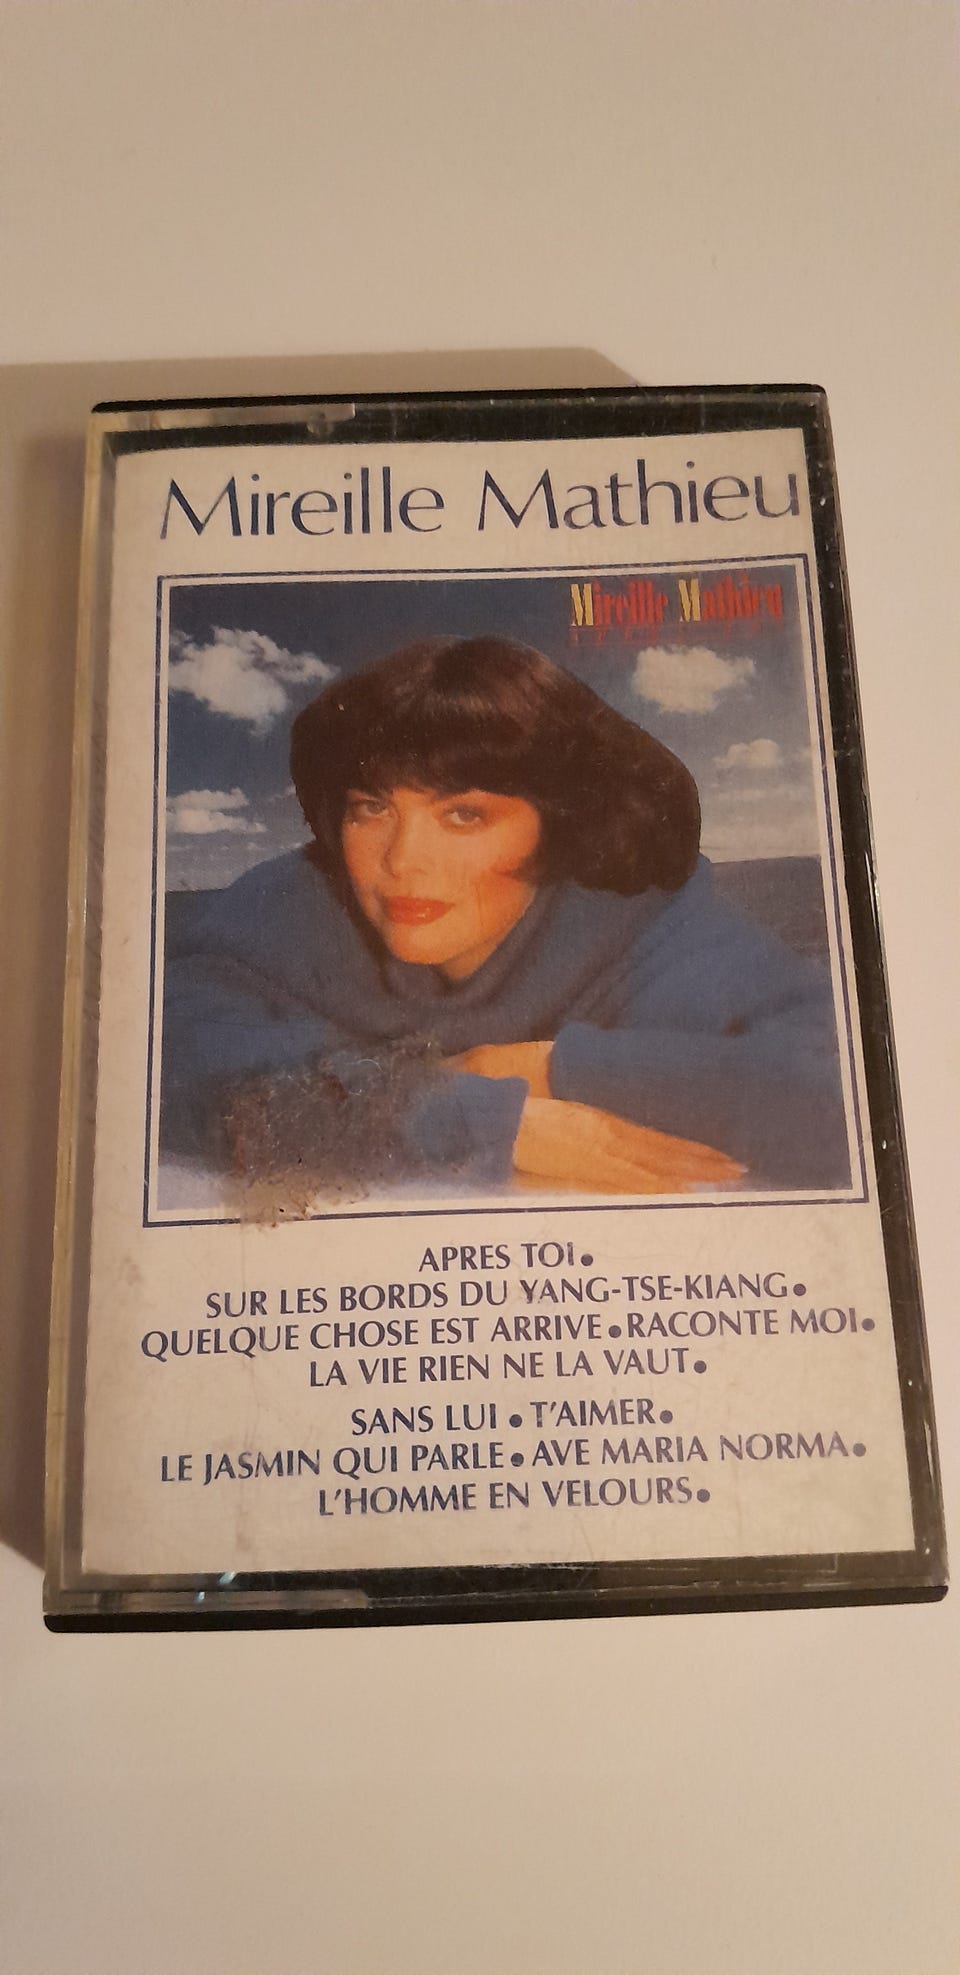 Mireille Mathieu
Mireille Mathieu
APRES TOI●
SUR LES BORDS DU YANG-TSE-KIANG●
QUELQUE CHOSE EST ARRIVE●RACONTE MOI●
LA VIE RIEN NE LA VAUT●
SANS LUI ● T'AIMER●
LE JASMIN QUI PARLE● AVE MARIA NORMA●
L'HOMME EN VELOURS●